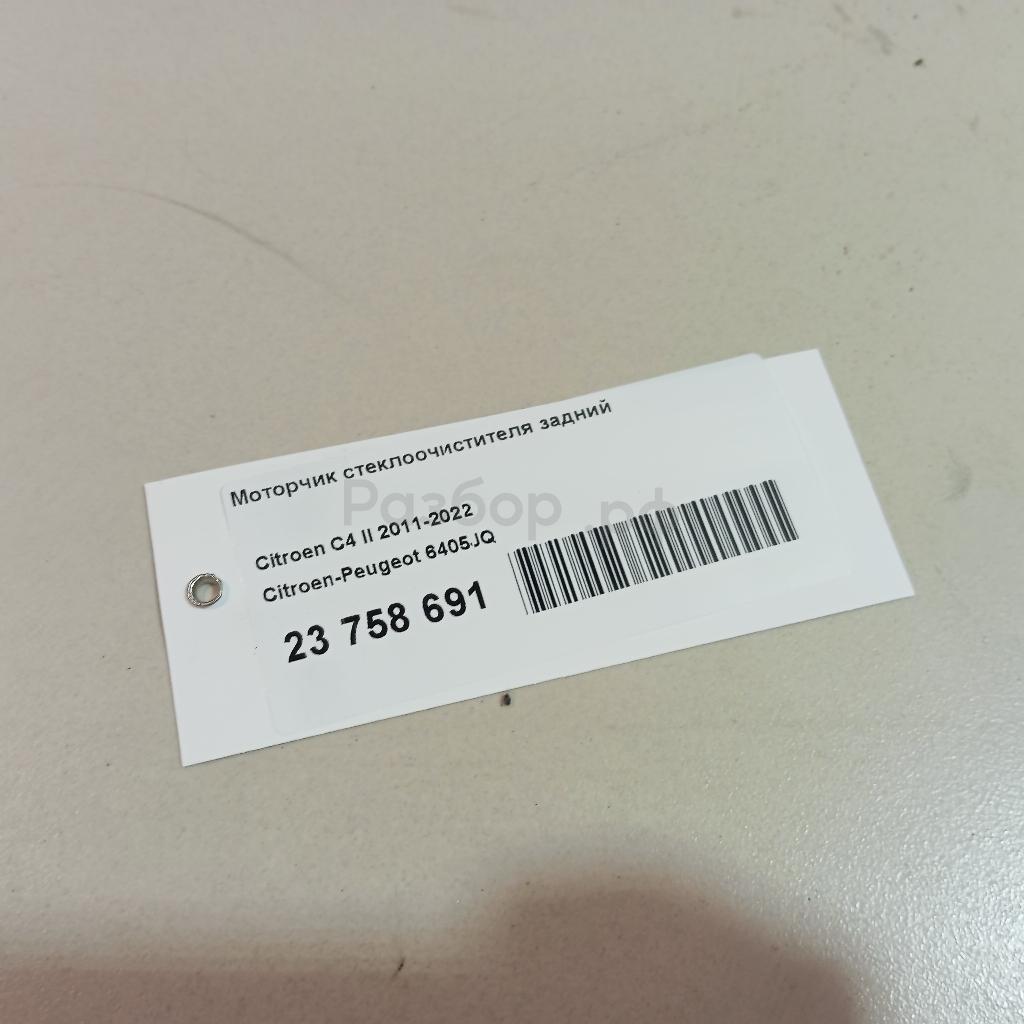 Моторчик стеклоочистителя задний
Разбор.рф
Citroen C4 II 2011-2022
Citroen-Peugeot 6405JQ
23 758 691